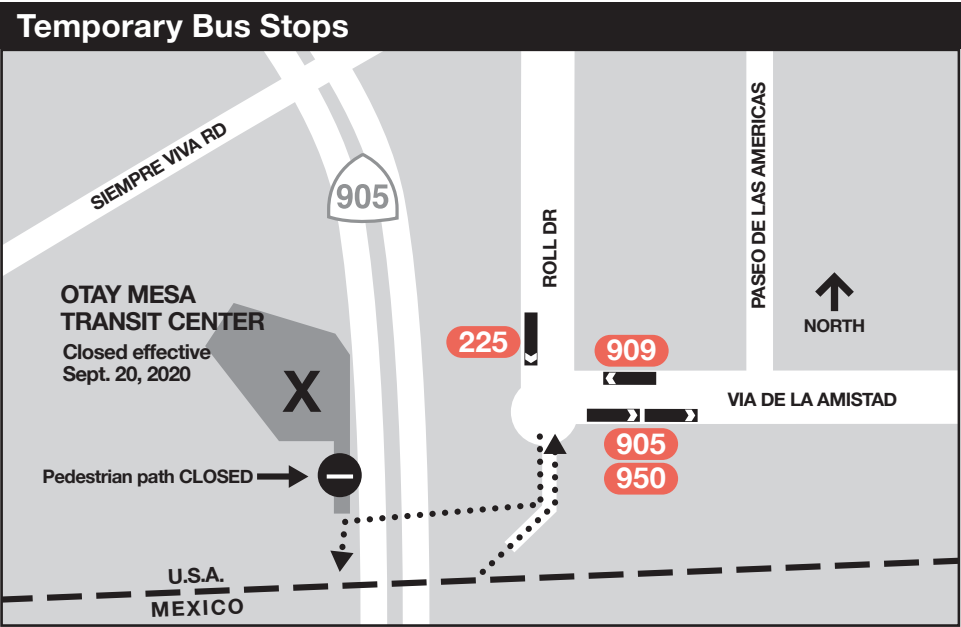 Temporary Bus Stops
SIEMPRE VIVA RD
905
ROLL DR
PASEO DE LAS AMERICAS
NORTH
OTAY MESA
TRANSIT CENTER
Closed effective
Sept. 20, 2020
X
225
909
VIA DE LA AMISTAD
905
950
Pedestrian path CLOSED
U.S.A.
MEXICO